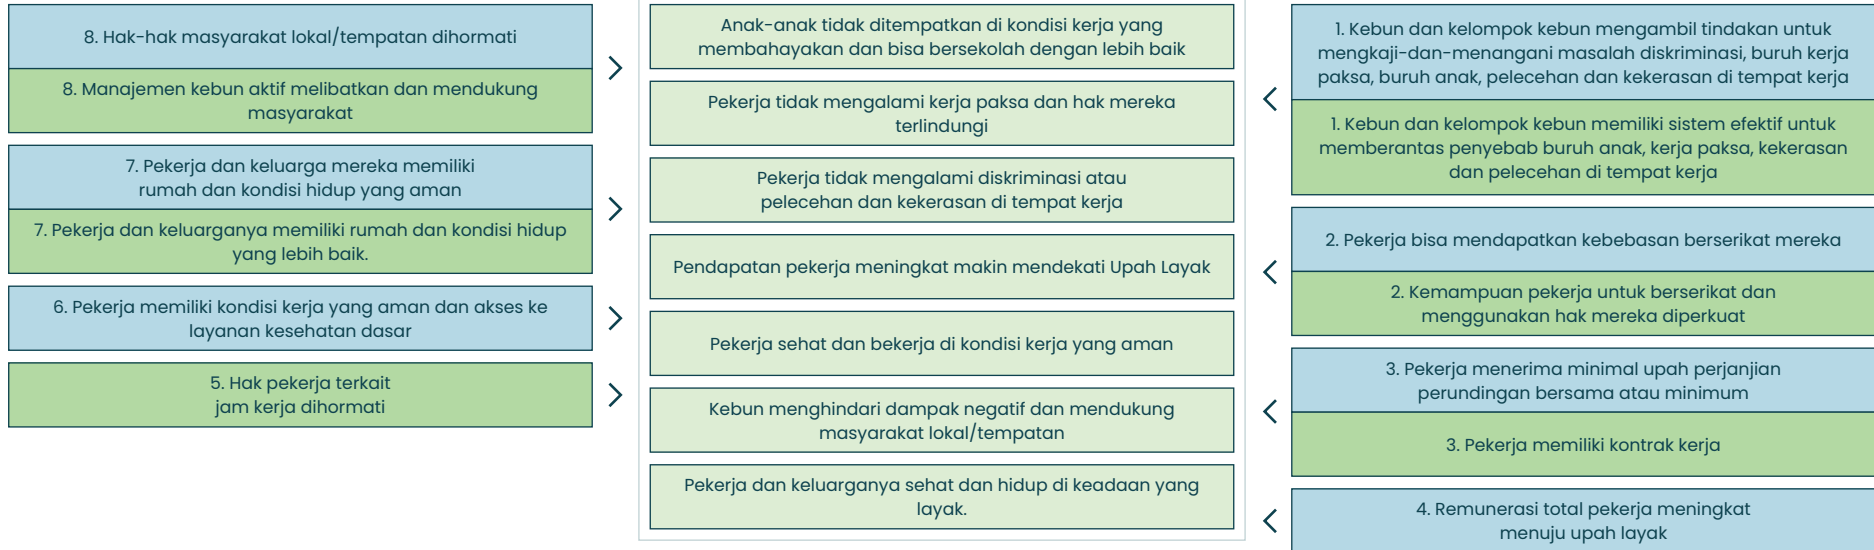 8. Hak-hak masyarakat lokal/tempatan dihormati
8. Manajemen kebun aktif melibatkan dan mendukung
masyarakat
7. Pekerja dan keluarga mereka memiliki
rumah dan kondisi hidup yang aman
7. Pekerja dan keluarganya memiliki rumah dan kondisi hidup
yang lebih baik.
6. Pekerja memiliki kondisi kerja yang aman dan akses ke
layanan kesehatan dasar
5. Hak pekerja terkait
jam kerja dihormati
Anak-anak tidak ditempatkan di kondisi kerja yang
membahayakan dan bisa bersekolah dengan lebih baik
Pekerja tidak mengalami kerja paksa dan hak mereka
terlindungi
Pekerja tidak mengalami diskriminasi atau
pelecehan dan kekerasan di tempat kerja
Pendapatan pekerja meningkat makin mendekati Upah Layak
Pekerja sehat dan bekerja di kondisi kerja yang aman
Kebun menghindari dampak negatif dan mendukung
masyarakat lokal/tempatan
Pekerja dan keluarganya sehat dan hidup di keadaan yang
layak.
1. Kebun dan kelompok kebun mengambil tindakan untuk
mengkaji-dan-menangani masalah diskriminasi, buruh kerja
paksa, buruh anak, pelecehan dan kekerasan di tempat kerja
1. Kebun dan kelompok kebun memiliki sistem efektif untuk
memberantas penyebab buruh anak, kerja paksa, kekerasan
dan pelecehan di tempat kerja
2. Pekerja bisa mendapatkan kebebasan berserikat mereka
2. Kemampuan pekerja untuk berserikat dan
menggunakan hak mereka diperkuat
3. Pekerja menerima minimal upah perjanjian
perundingan bersama atau minimum
3. Pekerja memiliki kontrak kerja
4. Remunerasi total pekerja meningkat
menuju upah layak